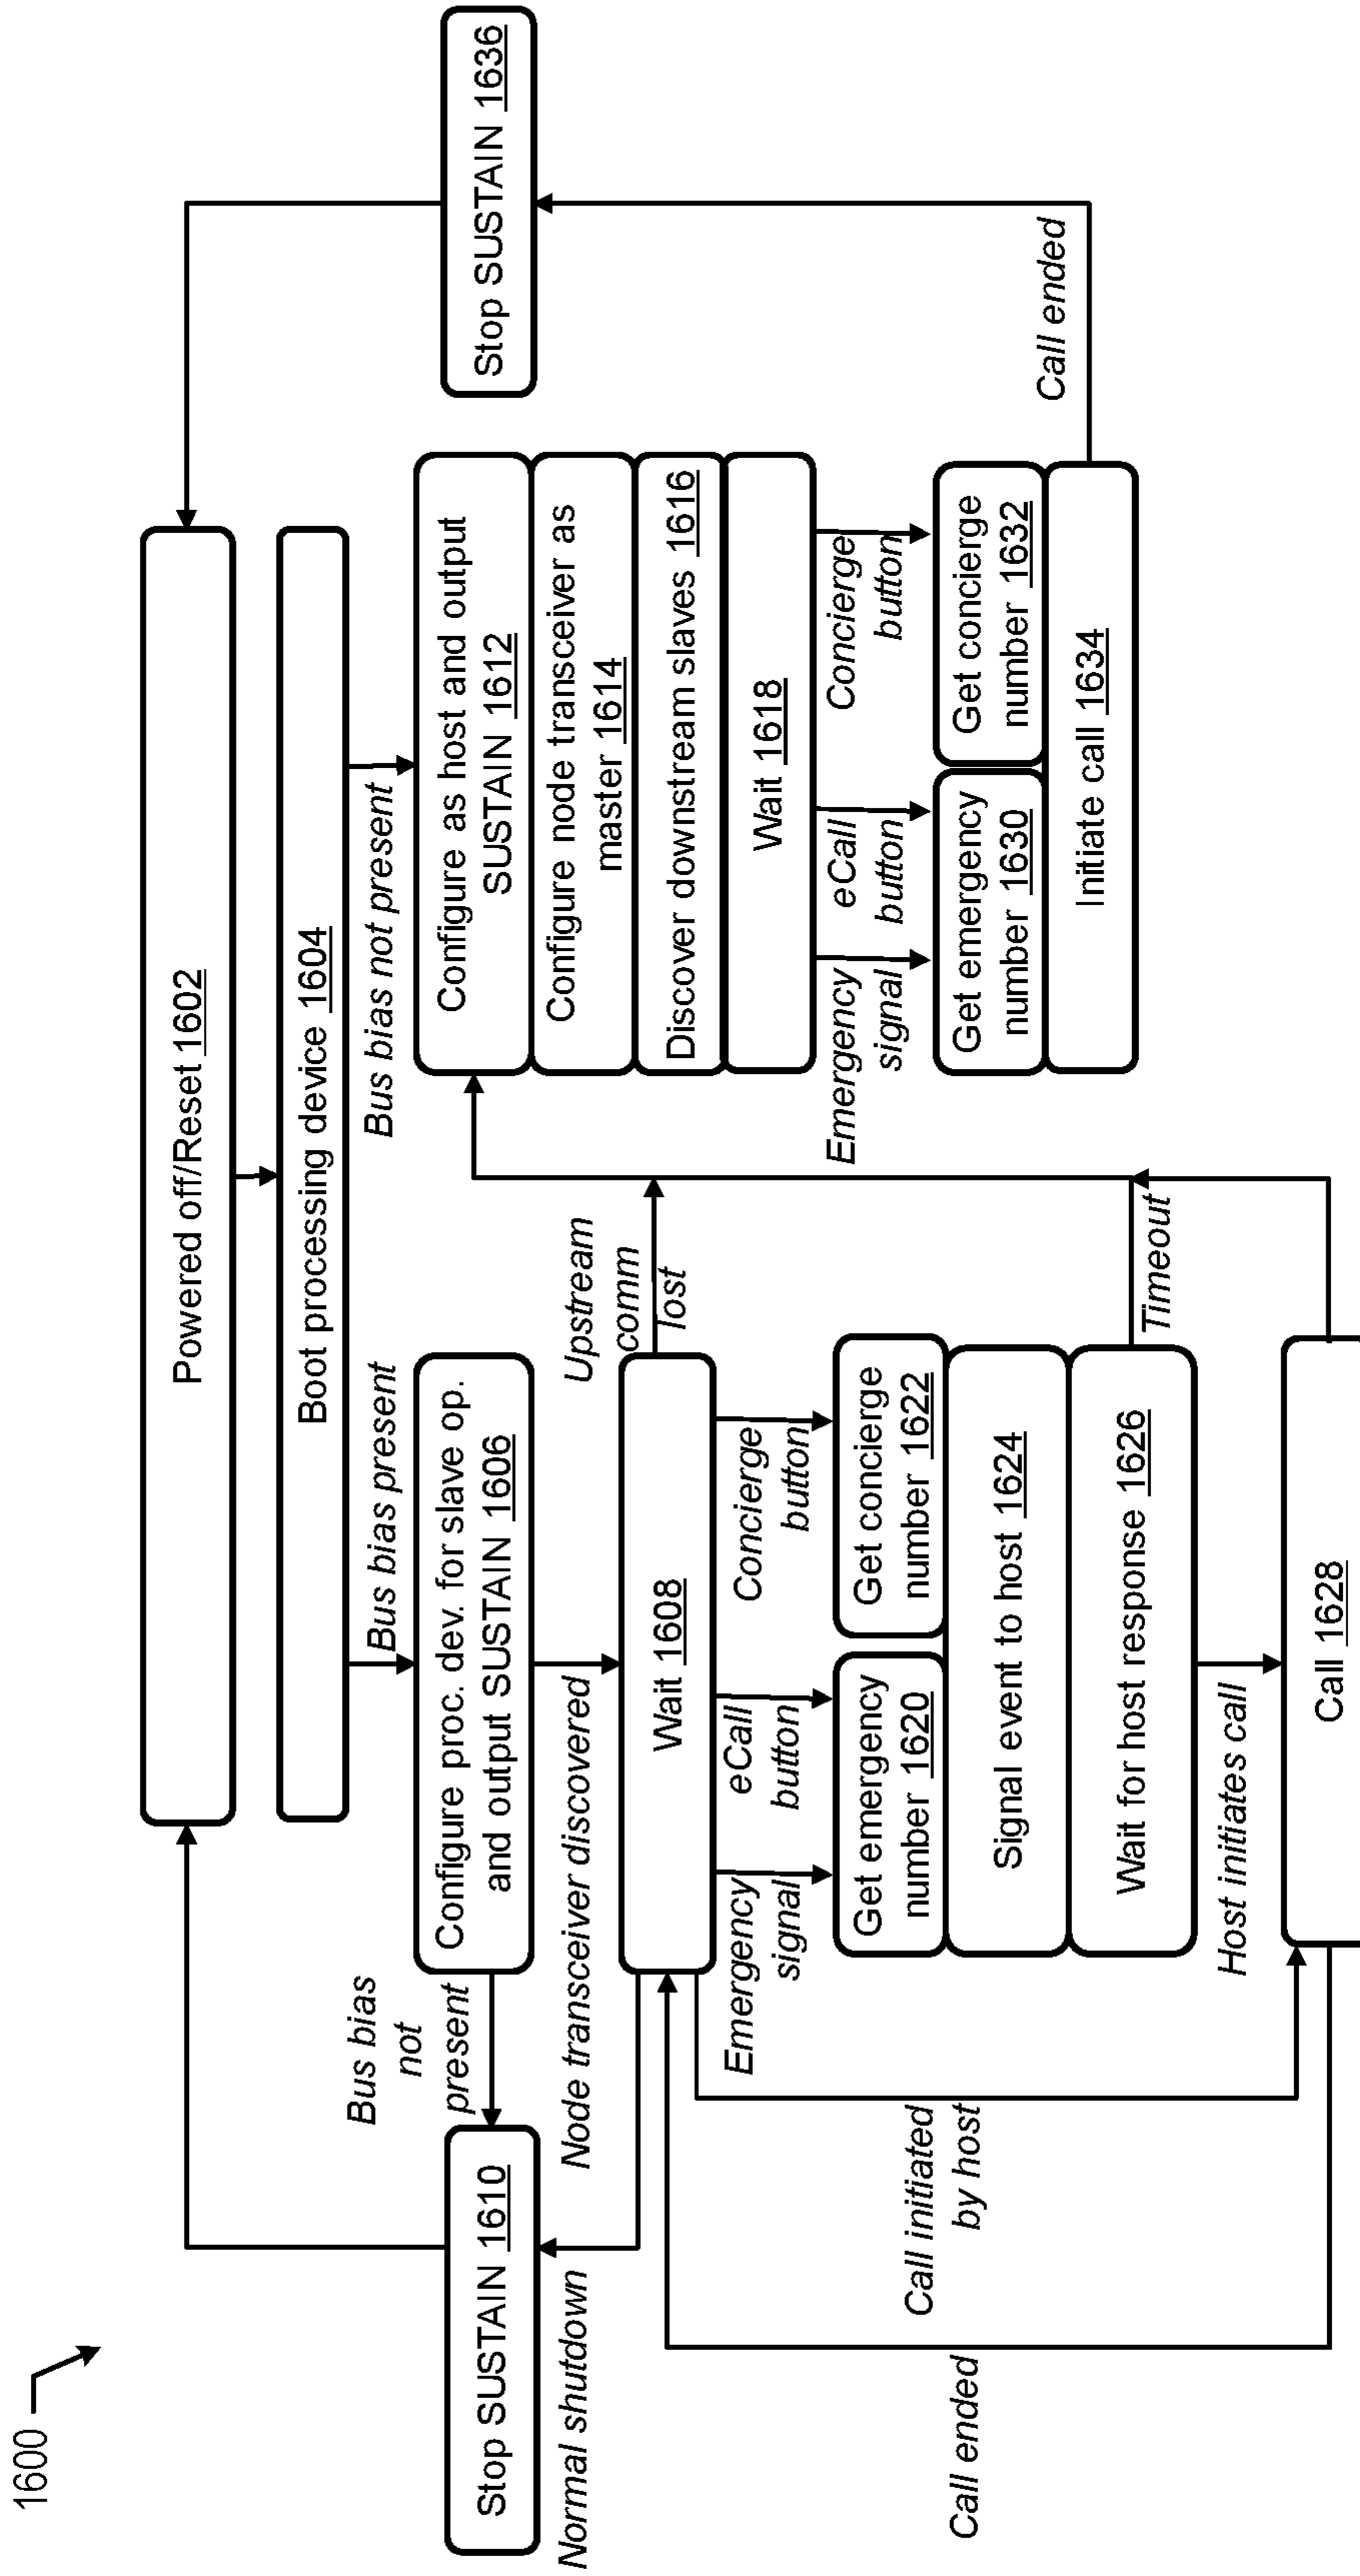 1600
Powered off/Reset 1602
Boot processing device 1604
Bus bias present
Bus bias not present
Bus bias
not
present
Configure proc. dev. for slave op.
and output SUSTAIN 1606
Configure as host and output
SUSTAIN 1612
Configure node transceiver as
master 1614
Discover downstream slaves 1616
Wait 1618
Stop SUSTAIN 1610
Stop SUSTAIN 1636
Normal shutdown
Node transceiver discovered
Upstream
comm
lost
Wait 1608
Emergency
signal
eCall
button
Concierge
button
Emergency
signal
eCall
button
Concierge
button
Get emergency
number 1620
Get concierge
number 1622
Signal event to host 1624
Wait for host response 1626
Get emergency
number 1630
Get concierge
number 1632
Initiate call 1634
Call ended
Call initiated
by host
Call ended
Timeout
Host initiates call
Call 1628